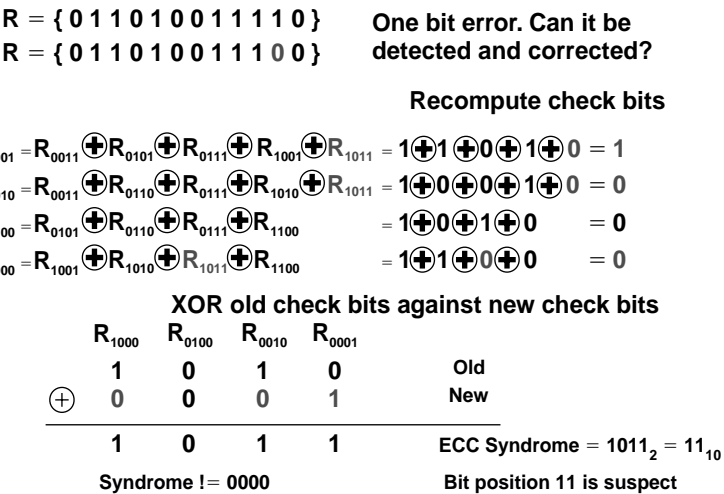 R = { 0 1 1 0 1 0 0 1 1 1 1 0 }
One bit error. Can it be
R = { 0 1 1 0 1 0 0 1 1 1 0 0 }
detected and corrected?
Recompute check bits
01 = R0011 ⊕ R0101 ⊕ R0111 ⊕ R1001 ⊕ R1011 = 1 ⊕ 1 ⊕ 0 ⊕ 1 ⊕ 0 = 1
10 = R0011 ⊕ R0110 ⊕ R0111 ⊕ R1010 ⊕ R1011 = 1 ⊕ 0 ⊕ 0 ⊕ 1 ⊕ 0 = 0
00 = R0101 ⊕ R0110 ⊕ R0111 ⊕ R1100 = 1 ⊕ 0 ⊕ 1 ⊕ 0 = 0
00 = R1001 ⊕ R1010 ⊕ R1011 ⊕ R1100 = 1 ⊕ 1 ⊕ 0 ⊕ 0 = 0
XOR old check bits against new check bits
R1000 R0100 R0010 R0001
1 0 1 0 Old
⊕ 0 0 0 1 New
1 0 1 1 ECC Syndrome = 1011₂ = 11₁₀
Syndrome != 0000 Bit position 11 is suspect